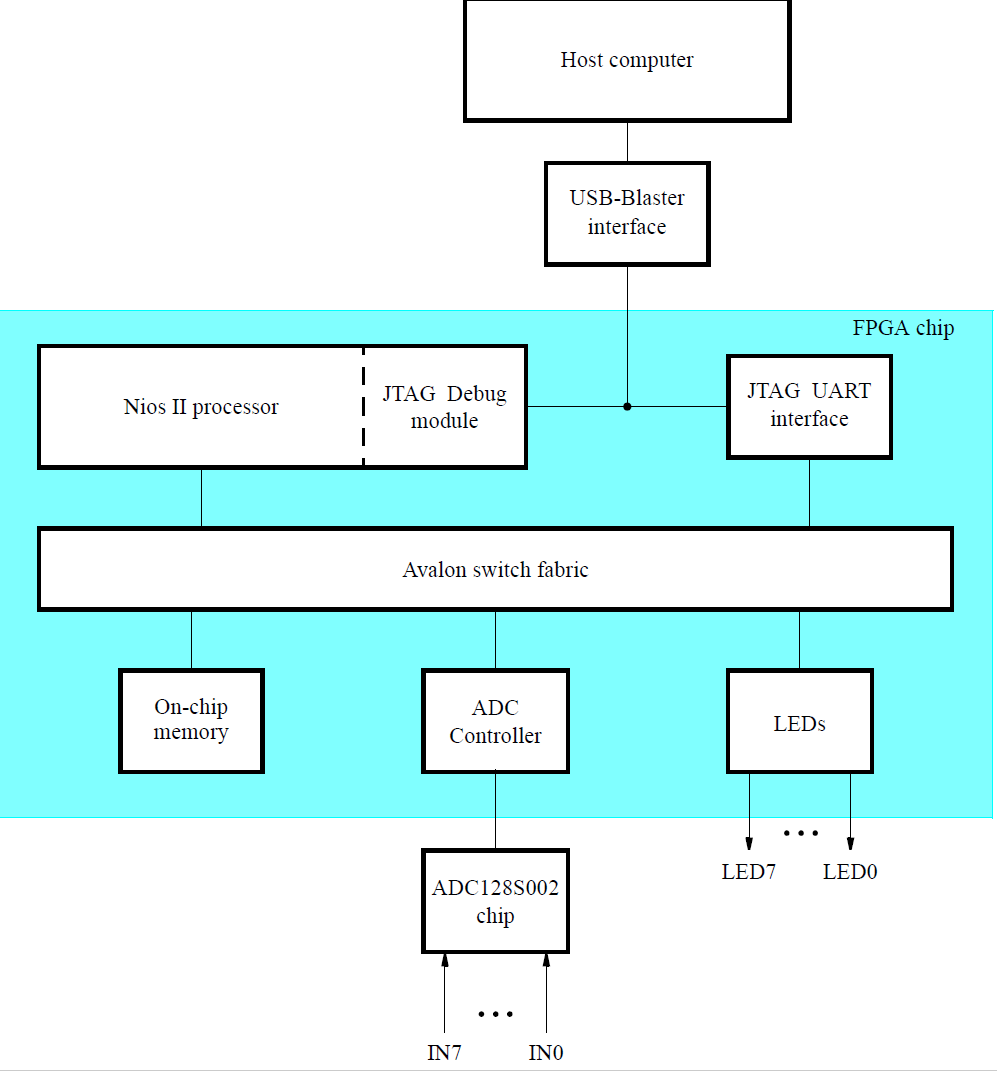 Host computer
USB-Blaster
interface
FPGA chip
Nios II processor
JTAG Debug
module
JTAG UART
interface
Avalon switch fabric
On-chip
memory
ADC
Controller
LEDs
LED7
LED0
ADC128S002
chip
IN7
IN0